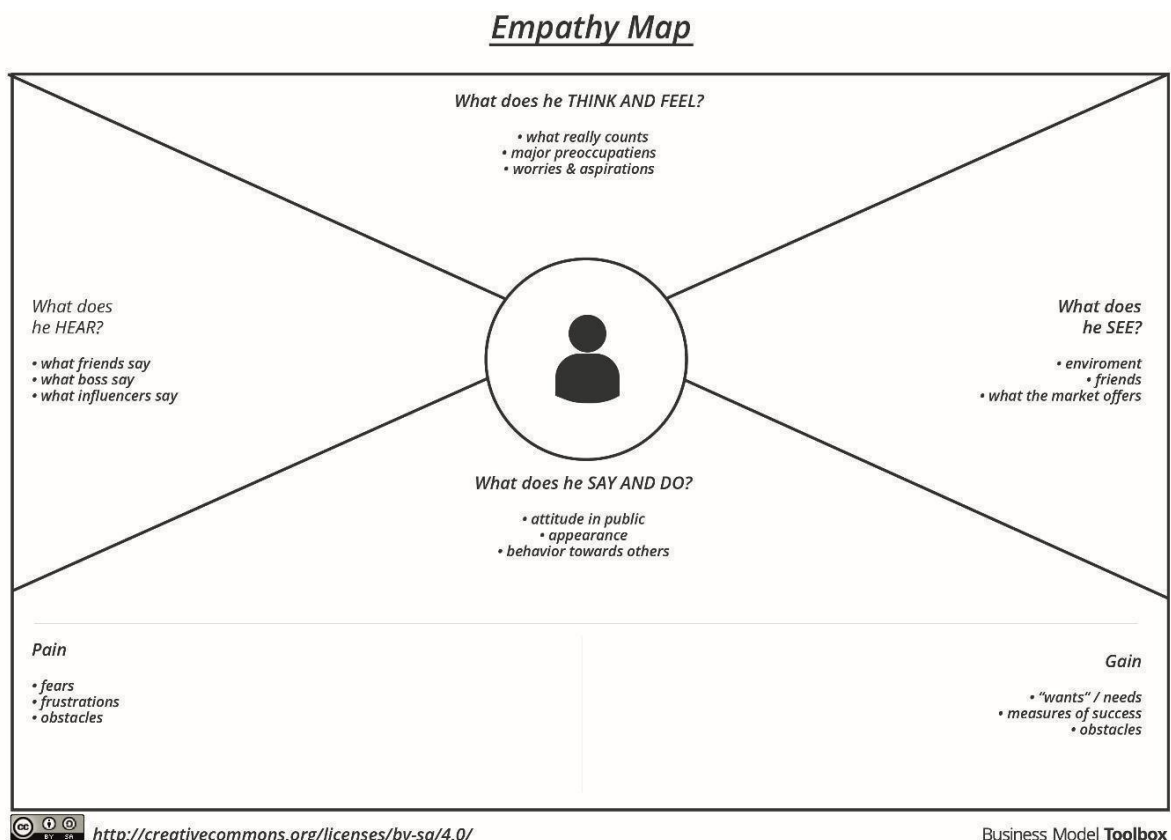 Empathy Map
What does he THINK AND FEEL?
• what really counts
• major preoccupatiens
• worries & aspirations
What does
he HEAR?
• what friends say
• what boss say
• what influencers say
What does
he SEE?
• enviroment
• friends
• what the market offers
What does he SAY AND DO?
• attitude in public
• appearance
• behavior towards others
Pain
• fears
• frustrations
• obstacles
Gain
• “wants“ / needs
• measures of success
• obstacles
cc BY SA
http://creativecommons.org/licenses/by-sa/4.0/
Business Model Toolbox